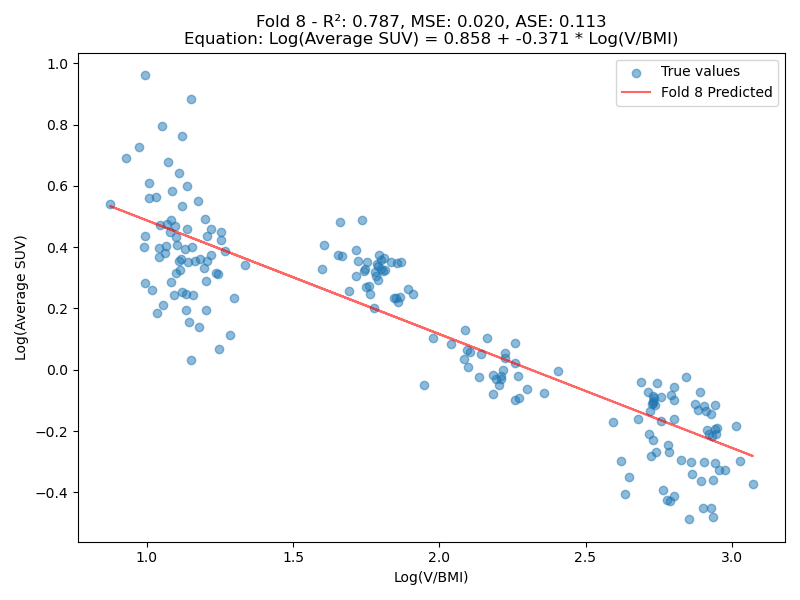 Fold 8 - R²: 0.787, MSE: 0.020, ASE: 0.113
Equation: Log(Average SUV) = 0.858 + -0.371 * Log(V/BMI)
True values
Fold 8 Predicted
Log(Average SUV)
1.0
0.8
0.6
0.4
0.2
0.0
−0.2
−0.4
1.0 1.5 2.0 2.5 3.0
Log(V/BMI)